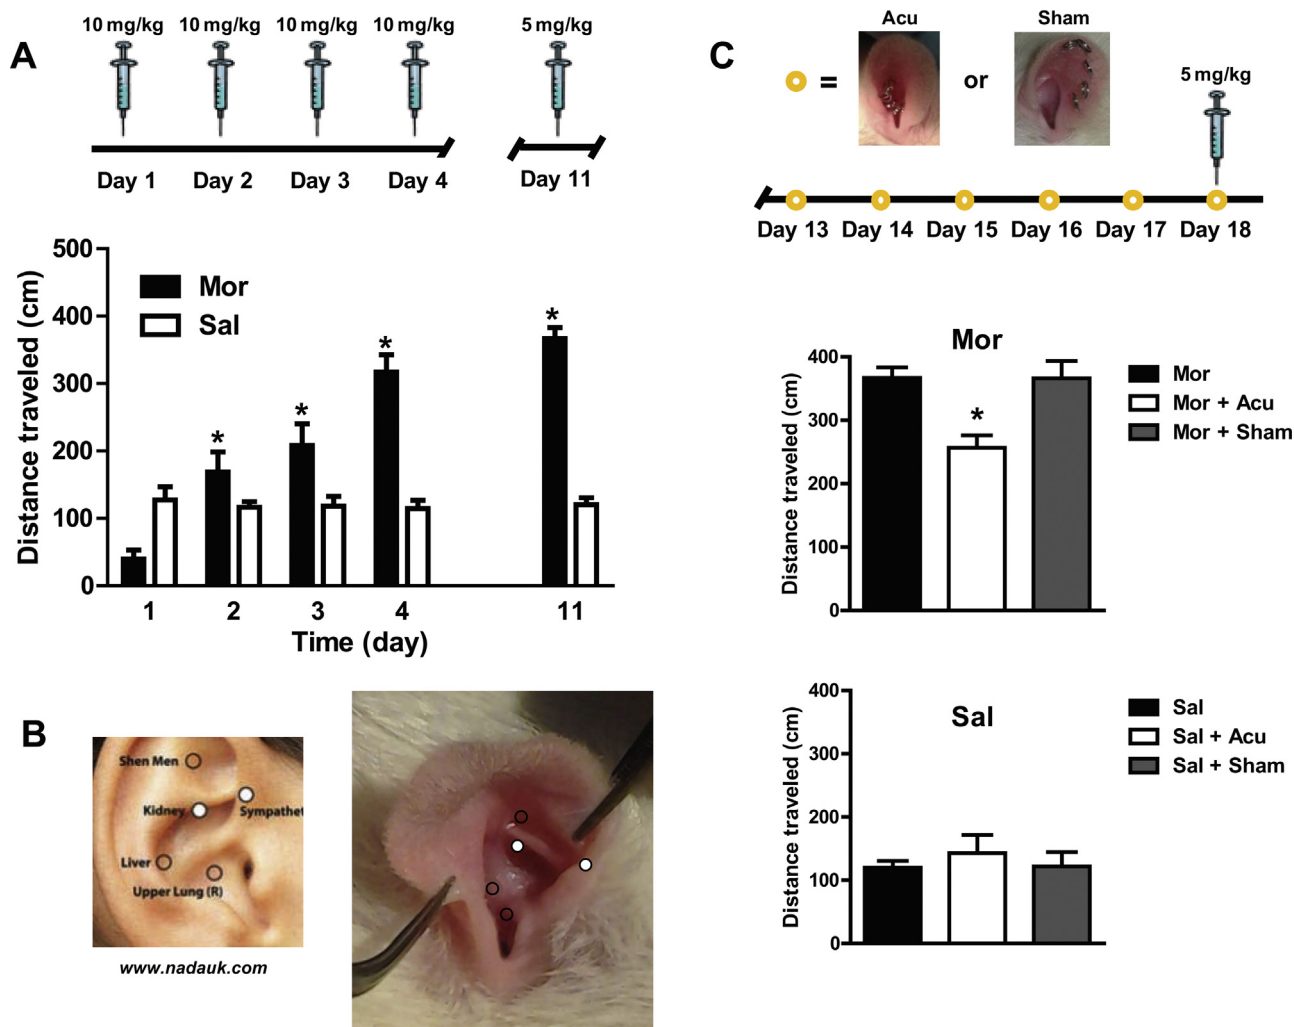 A
10 mg/kg 10 mg/kg 10 mg/kg 10 mg/kg 5 mg/kg
Day 1 Day 2 Day 3 Day 4 Day 11
Distance traveled (cm)
500
400
300
200
100
0
Mor
Sal
* * * *
1 2 3 4 11
Time (day)
B
Shen Men
Kidney
Sympathet
Liver
Upper Lung (R)
www.nadauk.com
C
Acu Sham
= or
5 mg/kg
Day 13 Day 14 Day 15 Day 16 Day 17 Day 18
Mor
Distance traveled (cm)
400
300
200
100
0
*
Mor
Mor + Acu
Mor + Sham
Sal
Distance traveled (cm)
400
300
200
100
0
Sal
Sal + Acu
Sal + Sham